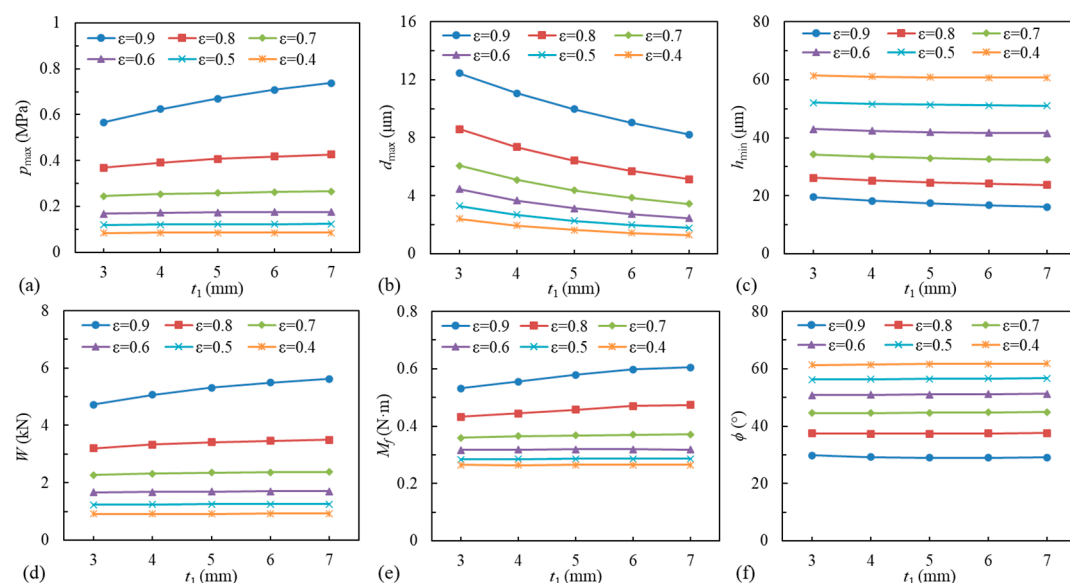 1
0.8
0.6
0.4
0.2
0
p_max (MPa)
ε=0.9 ε=0.8 ε=0.7
ε=0.6 ε=0.5 ε=0.4
3 4 5 6 7
(a) t_1 (mm)
16
12
8
4
0
d_max (μm)
ε=0.9 ε=0.8 ε=0.7
ε=0.6 ε=0.5 ε=0.4
3 4 5 6 7
(b) t_1 (mm)
80
60
40
20
0
h_min (μm)
ε=0.9 ε=0.8 ε=0.7
ε=0.6 ε=0.5 ε=0.4
3 4 5 6 7
(c) t_1 (mm)
8
6
4
2
0
W (kN)
ε=0.9 ε=0.8 ε=0.7
ε=0.6 ε=0.5 ε=0.4
3 4 5 6 7
(d) t_1 (mm)
0.8
0.6
0.4
0.2
0
M_f (N·m)
ε=0.9 ε=0.8 ε=0.7
ε=0.6 ε=0.5 ε=0.4
3 4 5 6 7
(e) t_1 (mm)
80
60
40
20
0
ϕ (°)
ε=0.9 ε=0.8 ε=0.7
ε=0.6 ε=0.5 ε=0.4
3 4 5 6 7
(f) t_1 (mm)